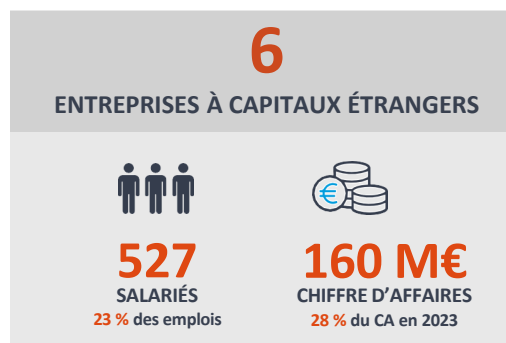 6
ENTREPRISES À CAPITAUX ÉTRANGERS
€
527
SALARIÉS
23 % des emplois
160 M€
CHIFFRE D'AFFAIRES
28 % du CA en 2023